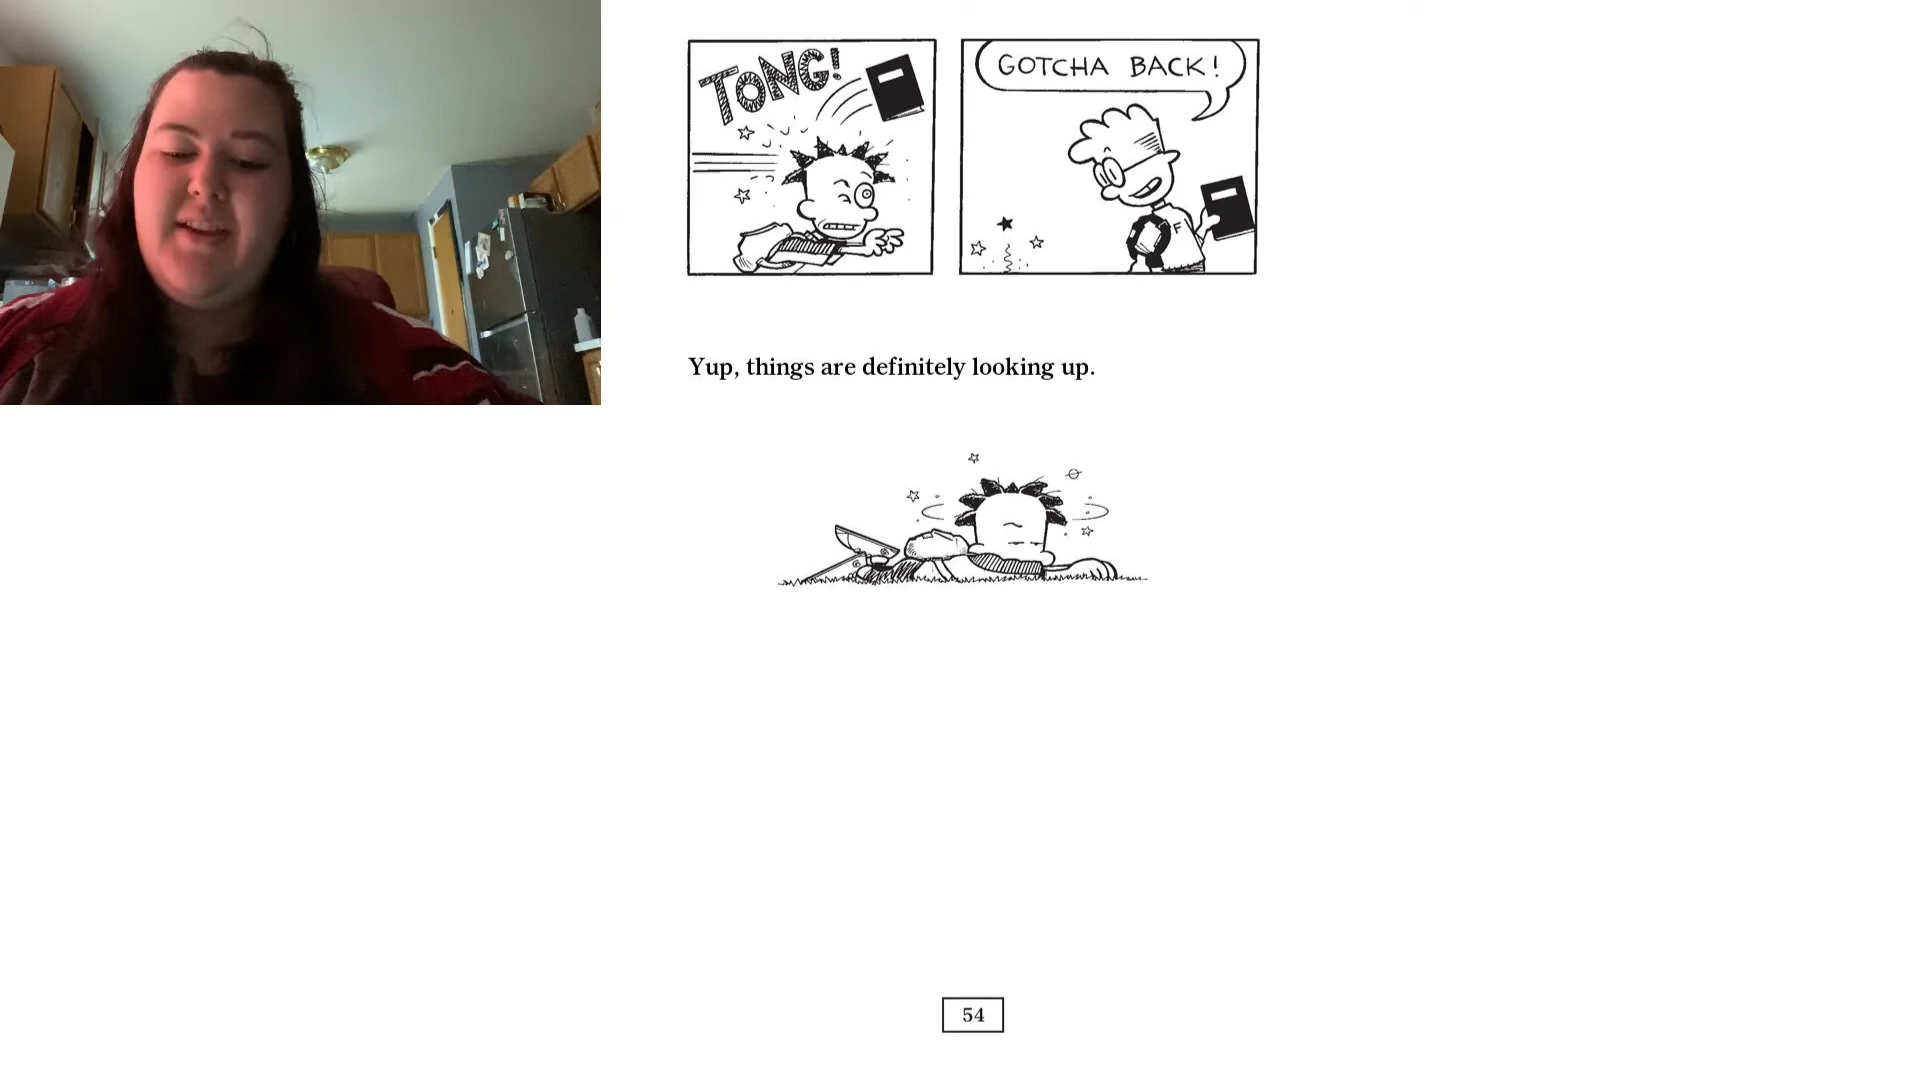 TONG!
GOTCHA BACK!
F
Yup, things are definitely looking up.
54